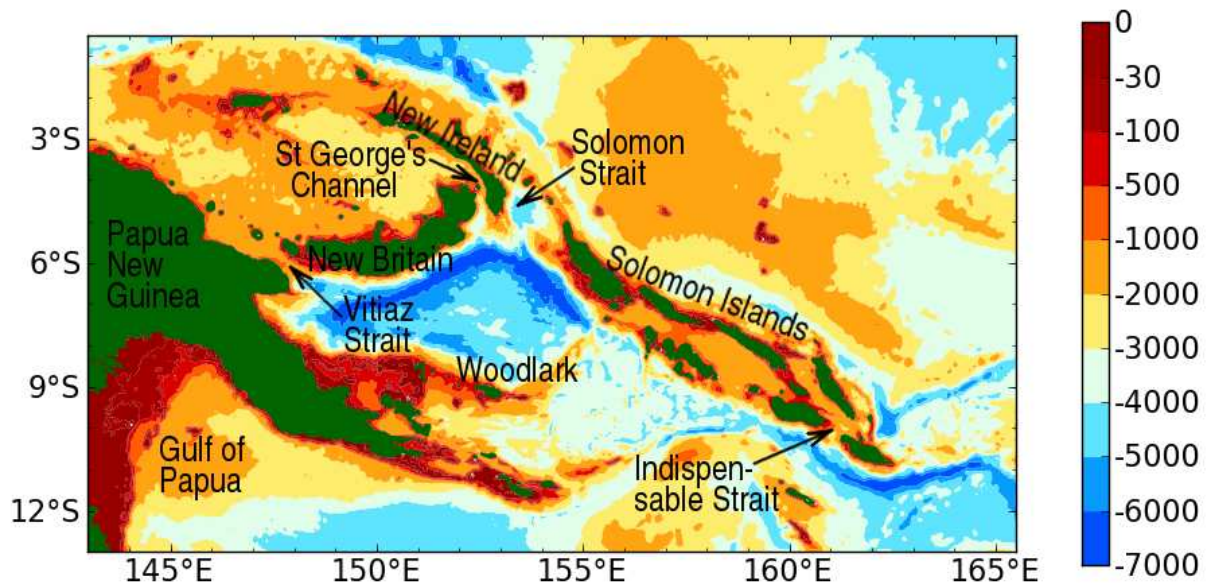 New Ireland
St George's
Channel
Solomon
Strait
Papua
New
Guinea
New Britain
Solomon Islands
Vitiaz
Strait
Woodlark
Gulf of
Papua
Indispen-
sable Strait
3°S
6°S
9°S
12°S
145°E 150°E 155°E 160°E 165°E
0
-30
-100
-500
-1000
-2000
-3000
-4000
-5000
-7000